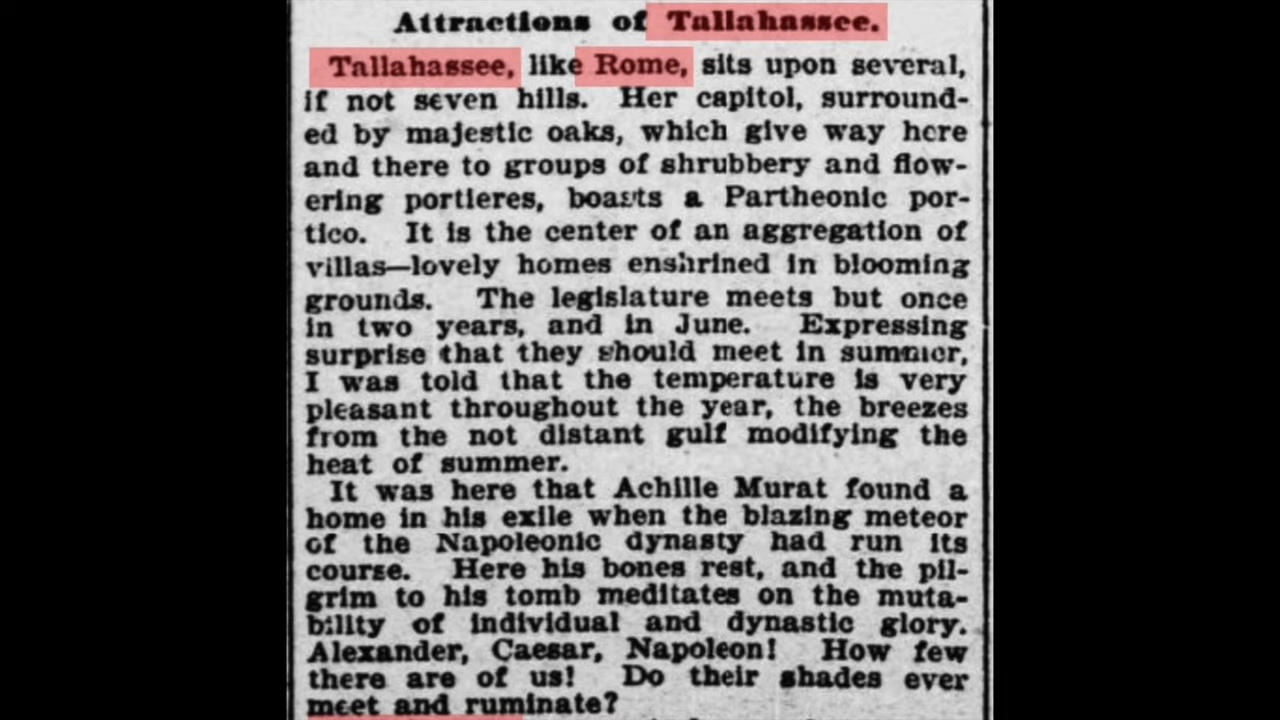 Attractions of Tallahassee.
Tallahassee, like Rome, sits upon several,
if not seven hills. Her capitol, surround-
ed by majestic oaks, which give way here
and there to groups of shrubbery and flow-
ering portieres, boasts a Partheonic por-
tico. It is the center of an aggregation of
villas—lovely homes enshrined in blooming
grounds. The legislature meets but once
in two years, and in June. Expressing
surprise that they should meet in summer,
I was told that the temperature is very
pleasant throughout the year, the breezes
from the not distant gulf modifying the
heat of summer.
It was here that Achille Murat found a
home in his exile when the blazing meteor
of the Napoleonic dynasty had run its
course. Here his bones rest, and the pil-
grim to his tomb meditates on the muta-
bility of individual and dynastic glory.
Alexander, Caesar, Napoleon! How few
there are of us! Do their shades ever
meet and ruminate?